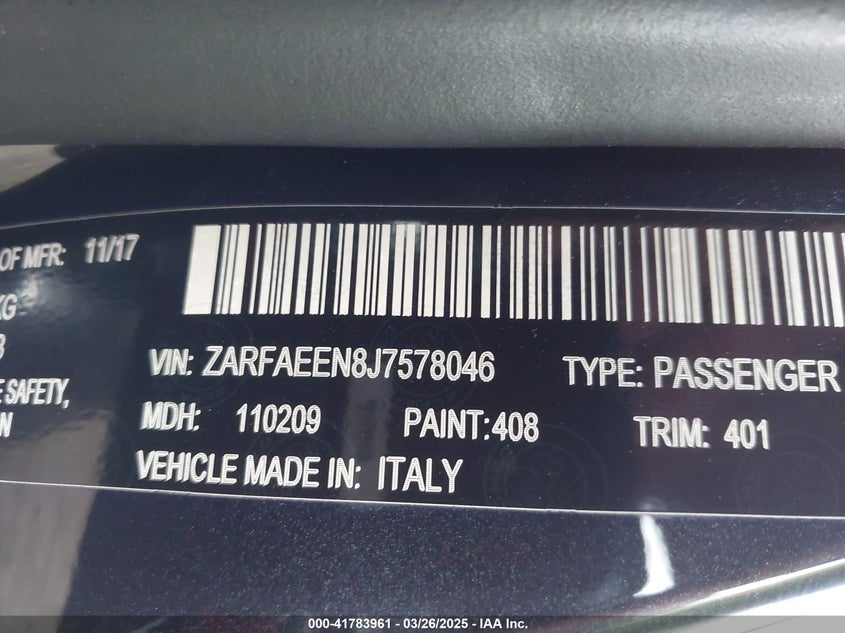 OF MFR: 11/17
KG
VIN: ZARFAEEN8J7578046 TYPE: PASSENGER
E SAFETY,
MDH: 110209 PAINT:408 TRIM: 401
N
VEHICLE MADE IN: ITALY
000-41783961 - 03/26/2025 - IAA Inc.